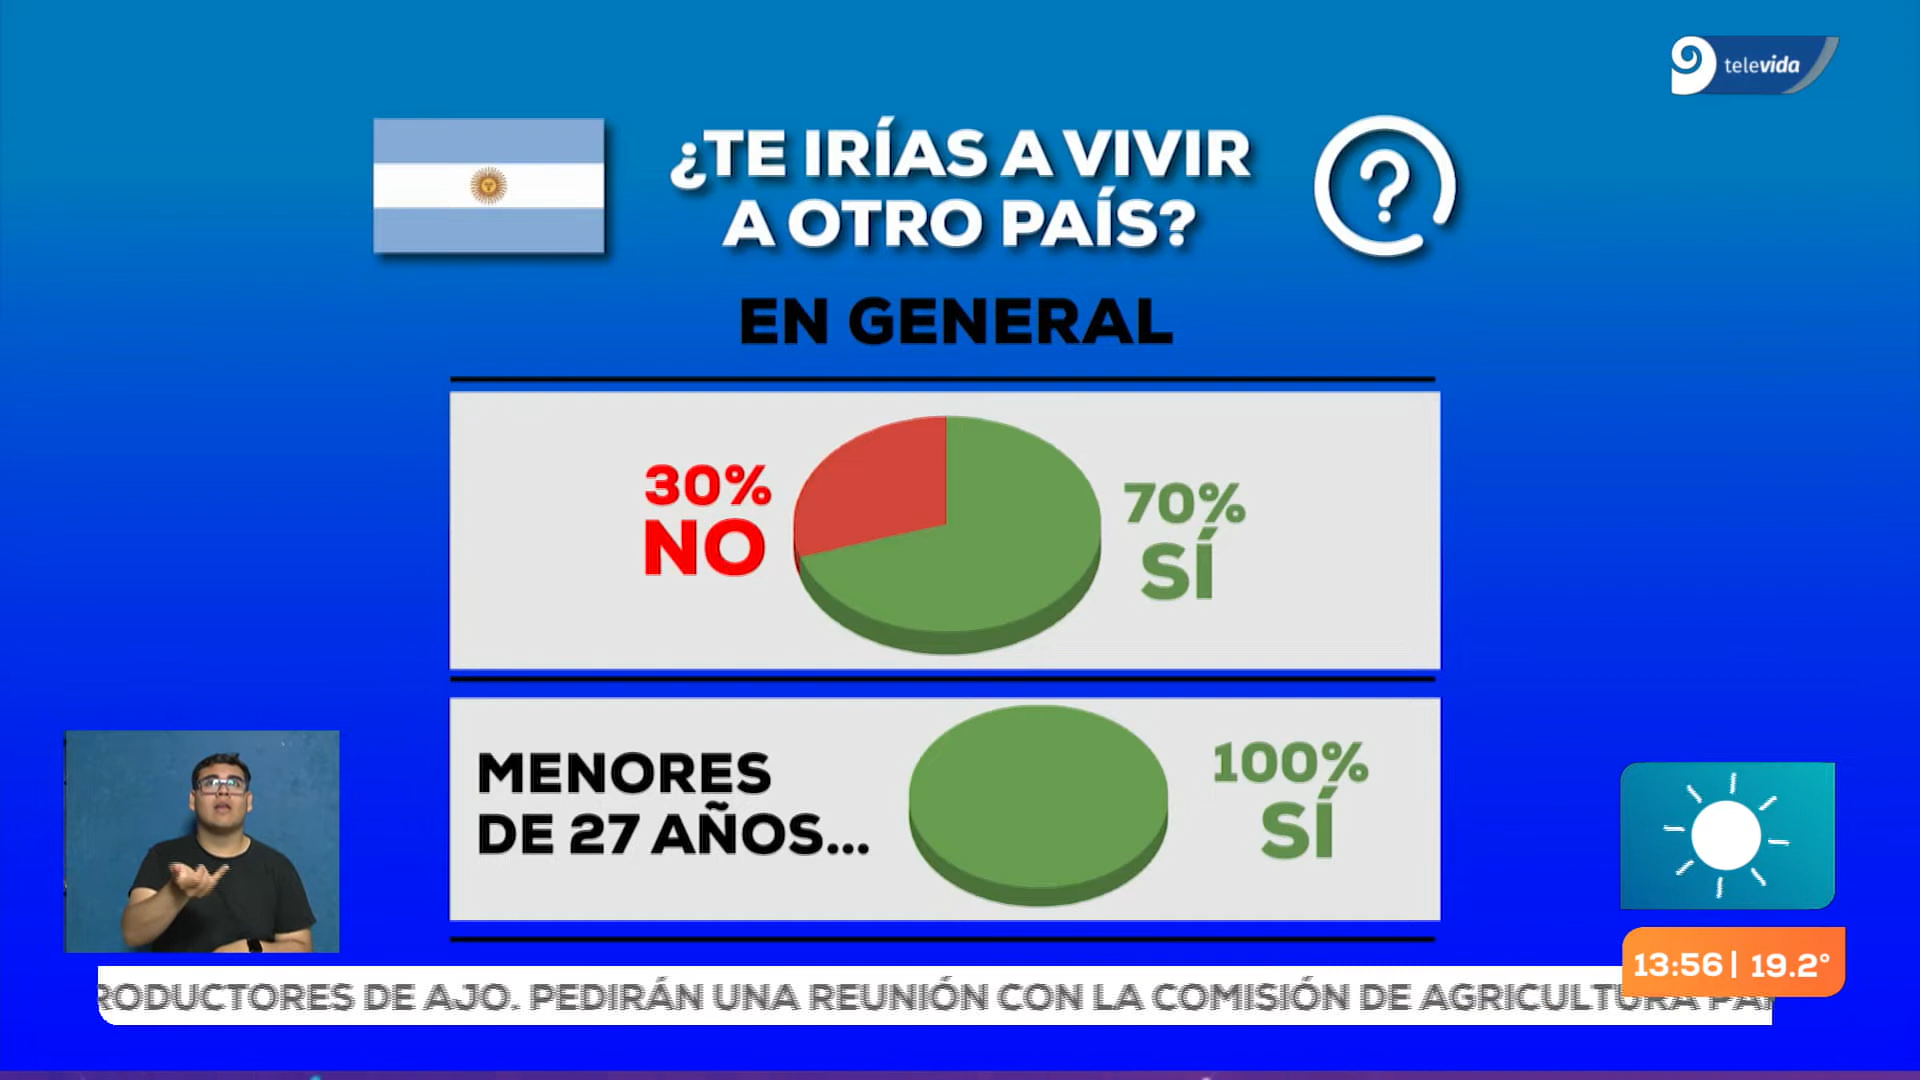 9 televida
¿TE IRÍAS A VIVIR
A OTRO PAÍS?
?
EN GENERAL
30%
NO
70%
SÍ
MENORES
DE 27 AÑOS...
100%
SÍ
13:56| 19.2°
DE AJO. PEDIRÁN UNA REUNIÓN CON LA COMISIÓN DE AGRICULTURA